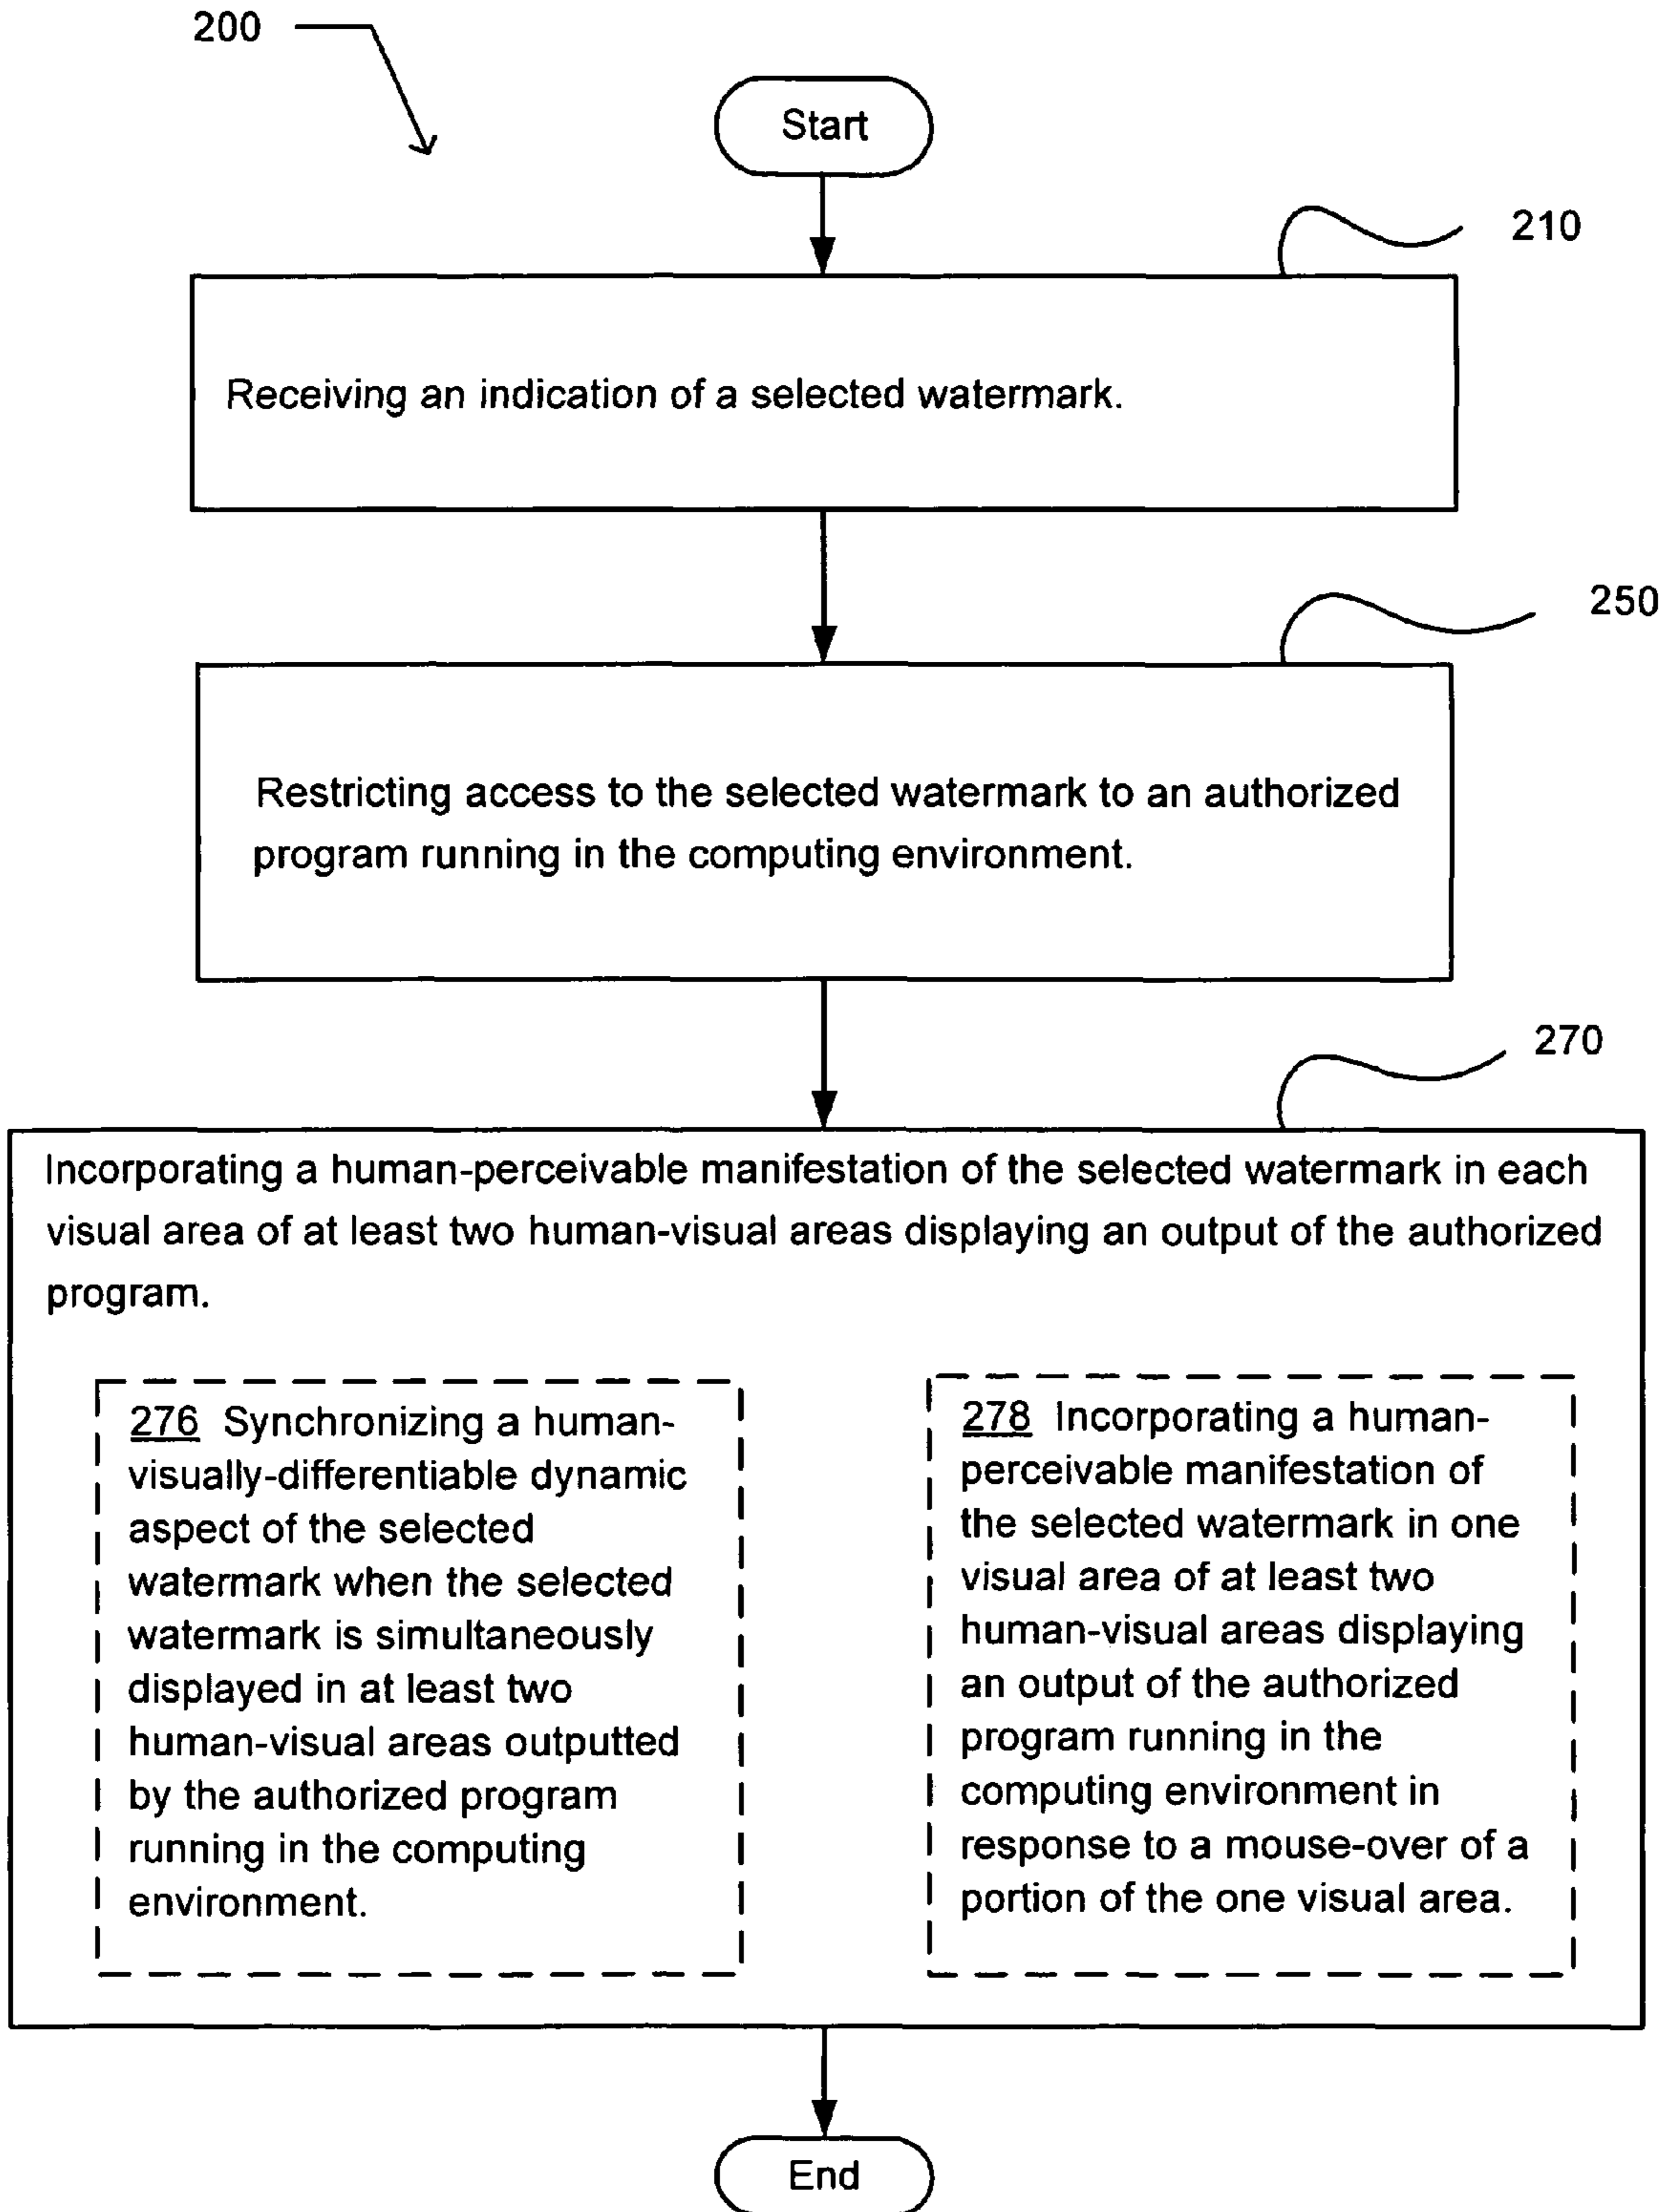 200
Start
210
Receiving an indication of a selected watermark.
250
Restricting access to the selected watermark to an authorized
program running in the computing environment.
270
Incorporating a human-perceivable manifestation of the selected watermark in each
visual area of at least two human-visual areas displaying an output of the authorized
program.
276 Synchronizing a human-
visually-differentiable dynamic
aspect of the selected
watermark when the selected
watermark is simultaneously
displayed in at least two
human-visual areas outputted
by the authorized program
running in the computing
environment.
278 Incorporating a human-
perceivable manifestation of
the selected watermark in one
visual area of at least two
human-visual areas displaying
an output of the authorized
program running in the
computing environment in
response to a mouse-over of a
portion of the one visual area.
End